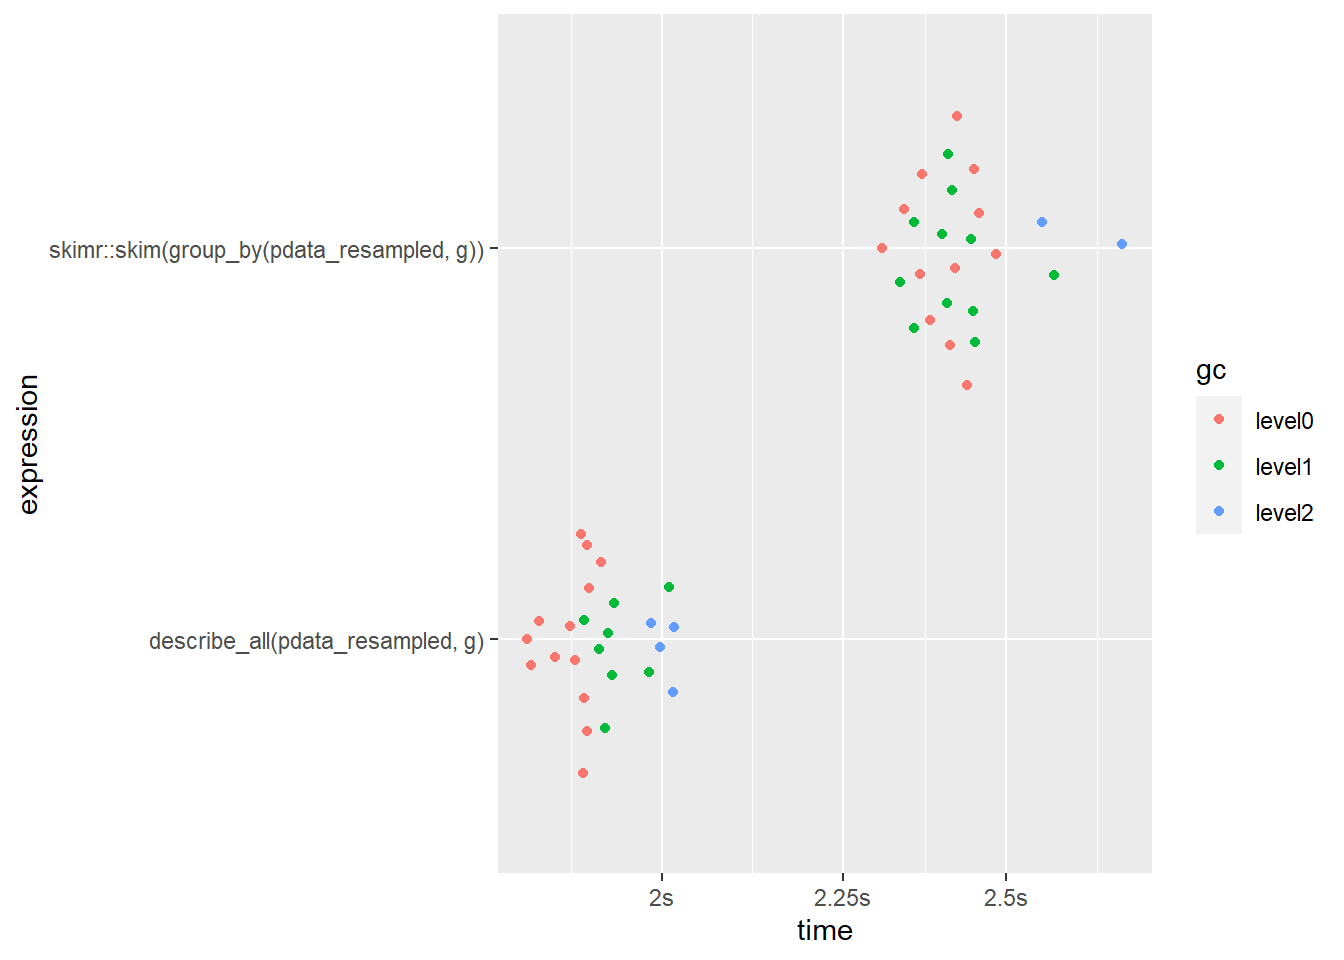 skimr::skim(group_by(pdata_resampled, g))
describe_all(pdata_resampled, g)
expression
2s
2.25s
2.5s
time
gc
level0
level1
level2